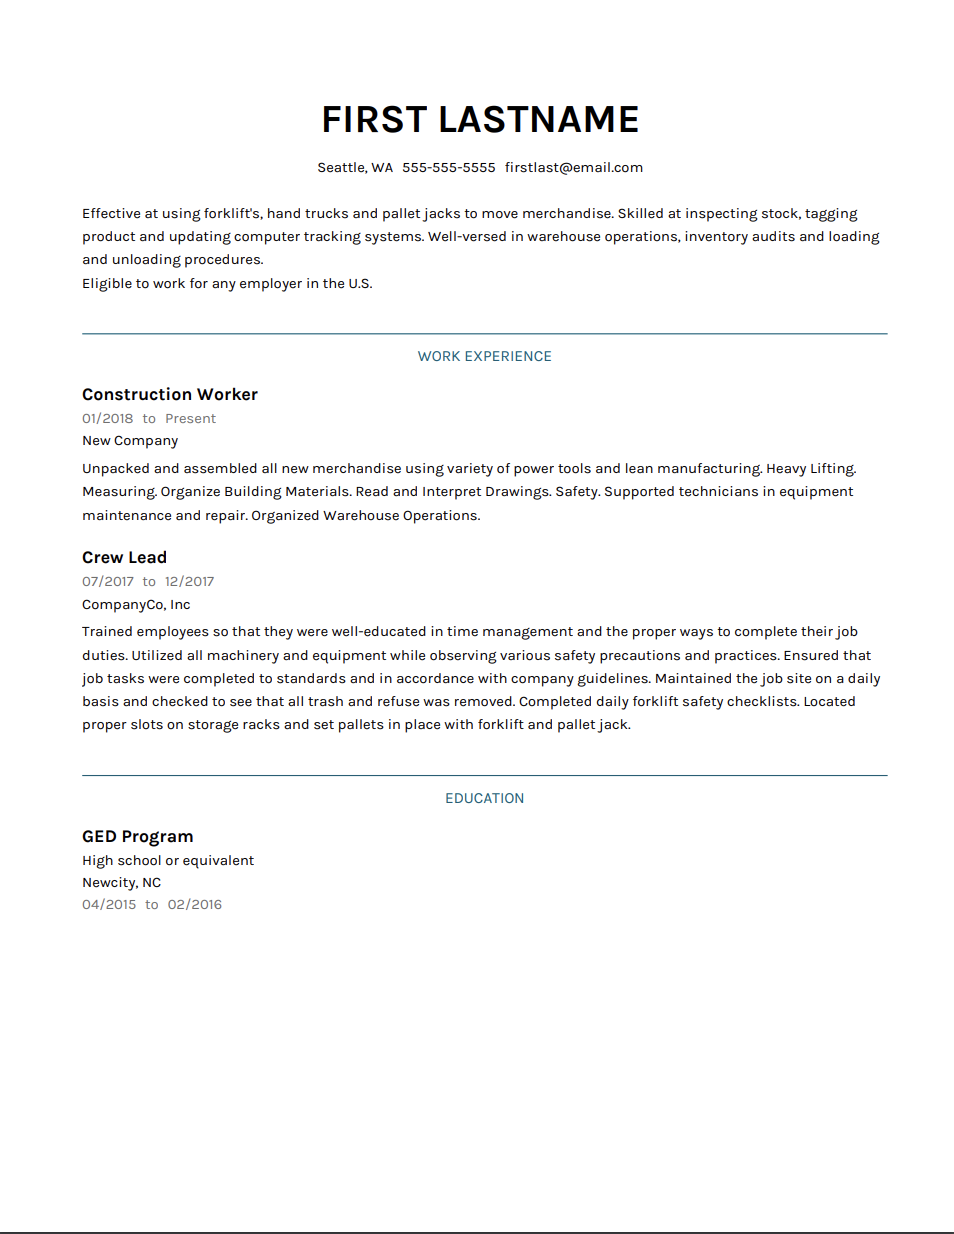 FIRST LASTNAME
Seattle, WA 555-555-5555 firstlast@email.com
Effective at using forklift's, hand trucks and pallet jacks to move merchandise. Skilled at inspecting stock, tagging
product and updating computer tracking systems. Well-versed in warehouse operations, inventory audits and loading
and unloading procedures.
Eligible to work for any employer in the U.S.
WORK EXPERIENCE
Construction Worker
01/2018 to Present
New Company
Unpacked and assembled all new merchandise using variety of power tools and lean manufacturing. Heavy Lifting.
Measuring. Organize Building Materials. Read and Interpret Drawings. Safety. Supported technicians in equipment
maintenance and repair. Organized Warehouse Operations.
Crew Lead
07/2017 to 12/2017
CompanyCo, Inc
Trained employees so that they were well-educated in time management and the proper ways to complete their job
duties. Utilized all machinery and equipment while observing various safety precautions and practices. Ensured that
job tasks were completed to standards and in accordance with company guidelines. Maintained the job site on a daily
basis and checked to see that all trash and refuse was removed. Completed daily forklift safety checklists. Located
proper slots on storage racks and set pallets in place with forklift and pallet jack.
EDUCATION
GED Program
High school or equivalent
Newcity, NC
04/2015 to 02/2016